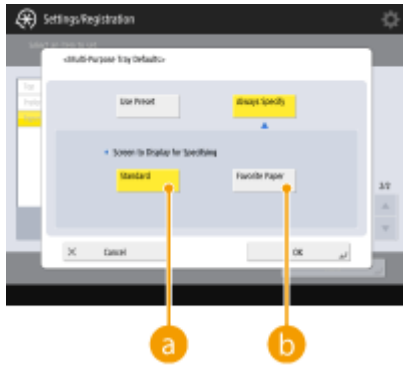 Settings/Registration
<Multi-Purpose Tray Defaults>
Use Preset
Always Specify
Screen to Display for Specifying
Standard
Favorite Paper
1/2
Cancel
OK
a
b